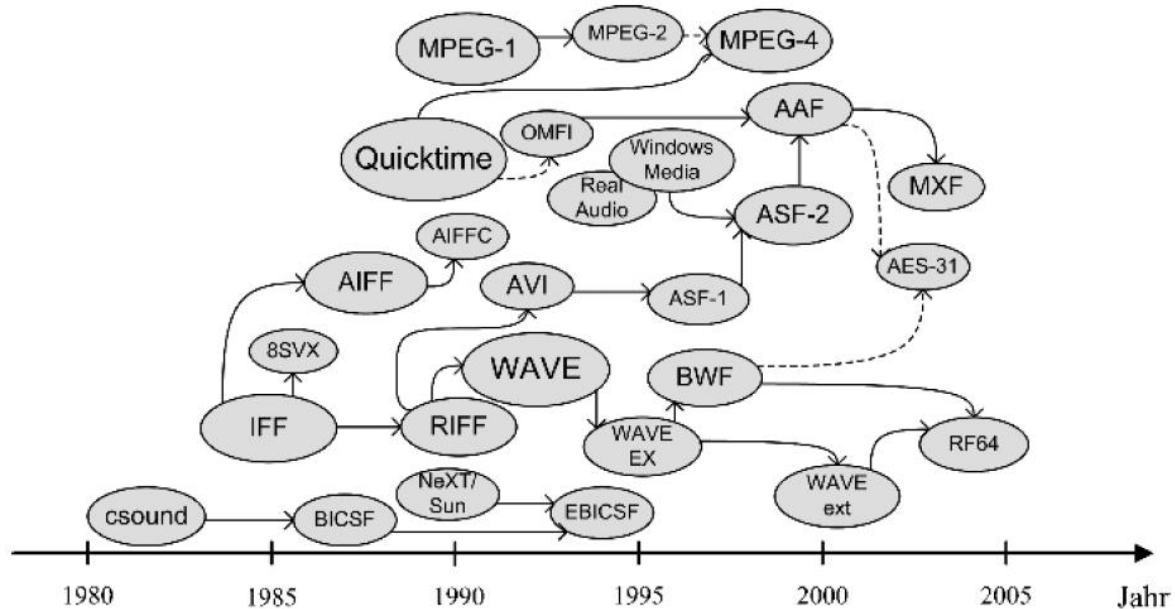 MPEG-1
MPEG-2
MPEG-4
Quicktime
OMFI
AAF
Windows
Media
Real
Audio
MXF
ASF-2
AIFFC
AIFF
AVI
ASF-1
AES-31
8SVX
WAVE
BWF
IFF
RIFF
WAVE
EX
RF64
NeXT/
Sun
WAVE
ext
csound
BICSF
EBICSF
1980
1985
1990
1995
2000
2005
Jahr